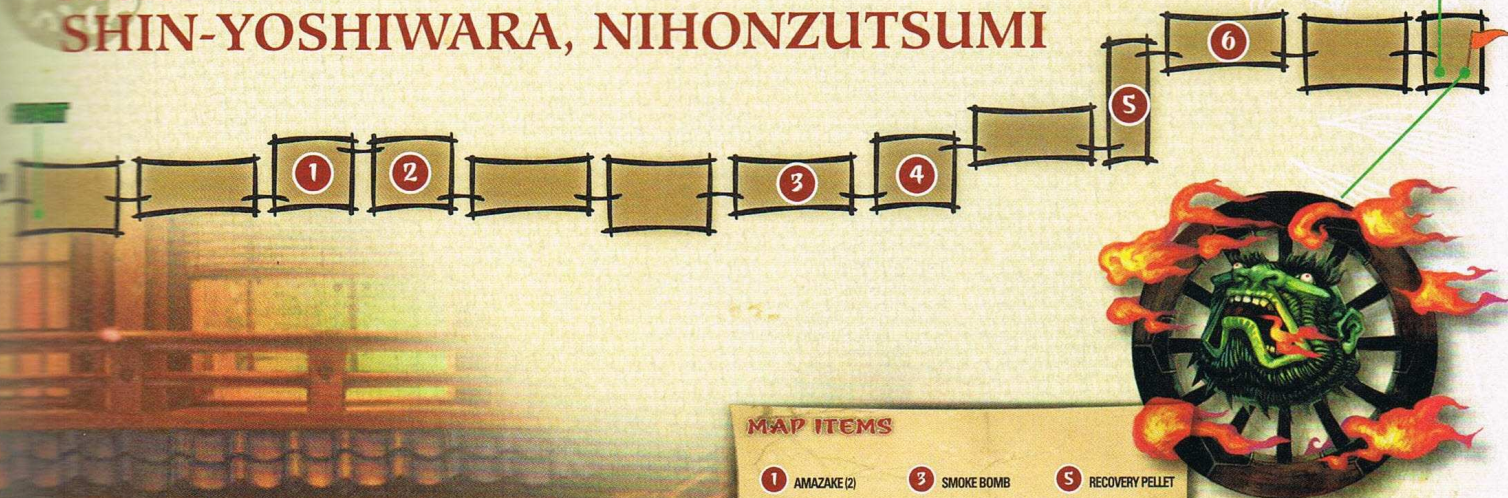 SHIN-YOSHIWARA, NIHONZUTSUMI
6
5
1
2
3
4
MAP ITEMS
1 AMAZAKE (2)
3 SMOKE BOMB
5 RECOVERY PELLET